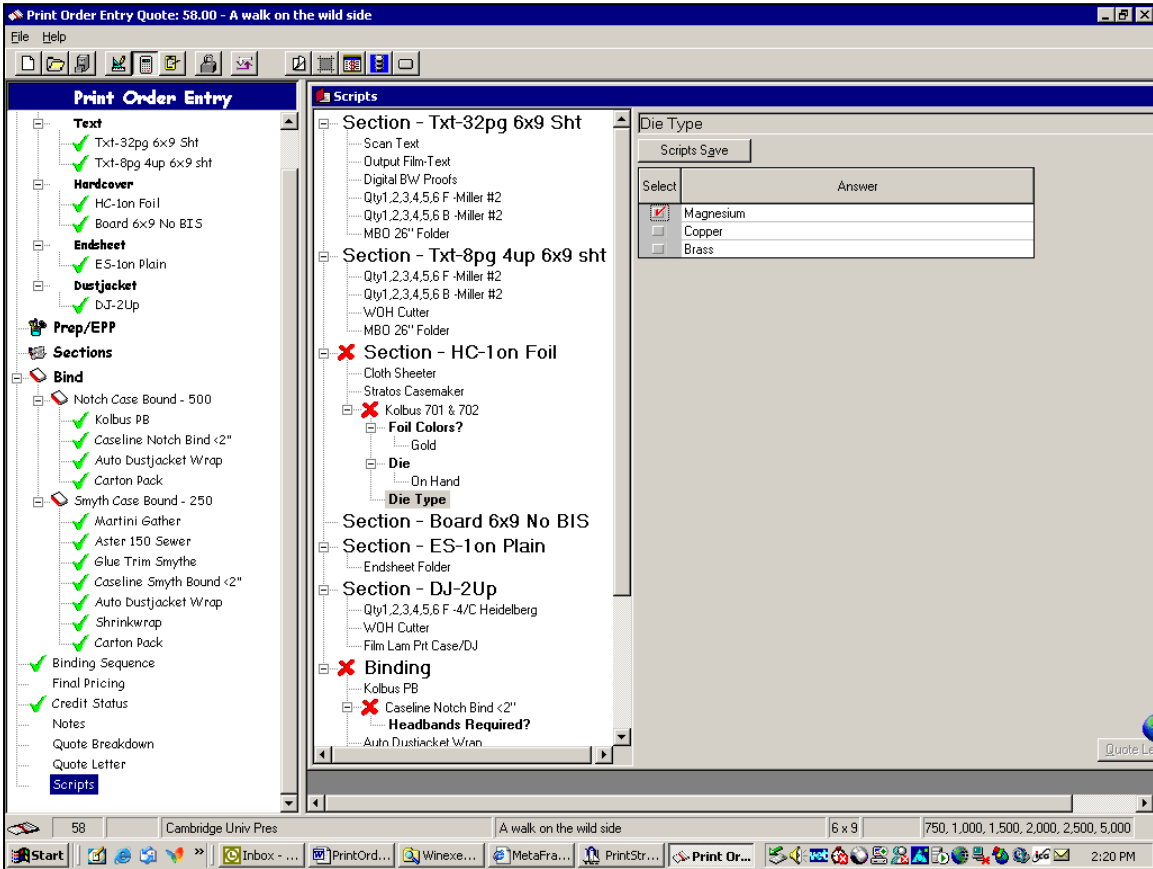 Print Order Entry Quote: 58.00 - A walk on the wild side
File Help
Print Order Entry
Text
Txt-32pg 6x9 Sht
Txt-8pg 4up 6x9 sht
Hardcover
HC-1on Foil
Board 6x9 No BIS
Endsheet
ES-1on Plain
Dustjacket
DJ-2Up
Prep/EPP
Sections
Bind
Notch Case Bound - 500
Kolbus PB
Caseline Notch Bind <2"
Auto Dustjacket Wrap
Carton Pack
Smyth Case Bound - 250
Martini Gather
Aster 150 Sewer
Glue Trim Smythe
Caseline Smyth Bound <2"
Auto Dustjacket Wrap
Shrinkwrap
Carton Pack
Binding Sequence
Final Pricing
Credit Status
Notes
Quote Breakdown
Quote Letter
Scripts
Scripts
Section - Txt-32pg 6x9 Sht
Scan Text
Output Film-Text
Digital BW Proofs
Qty1,2,3,4,5,6 F -Miller #2
Qty1,2,3,4,5,6 B -Miller #2
MBO 26" Folder
Section - Txt-8pg 4up 6x9 sht
Qty1,2,3,4,5,6 F -Miller #2
Qty1,2,3,4,5,6 B -Miller #2
WOH Cutter
MBO 26" Folder
Section - HC-1on Foil
Cloth Sheeter
Stratos Casemaker
Kolbus 701 & 702
Foil Colors?
Gold
Die
On Hand
Die Type
Section - Board 6x9 No BIS
Section - ES-1on Plain
Endsheet Folder
Section - DJ-2Up
Qty1,2,3,4,5,6 F -4/C Heidelberg
WOH Cutter
Film Lam Prt Case/DJ
Binding
Kolbus PB
Caseline Notch Bind <2"
Headbands Required?
Auto Dustjacket Wrap
Die Type
Scripts Save
Select Answer
Magnesium
Copper
Brass
Quote Le
58 Cambridge Univ Pres A walk on the wild side 6 x 9 750, 1,000, 1,500, 2,000, 2,500, 5,000
Start » Inbox - ... PrintOrd... Winexe... MetaFra... PrintStr... Print Or... 2:20 PM